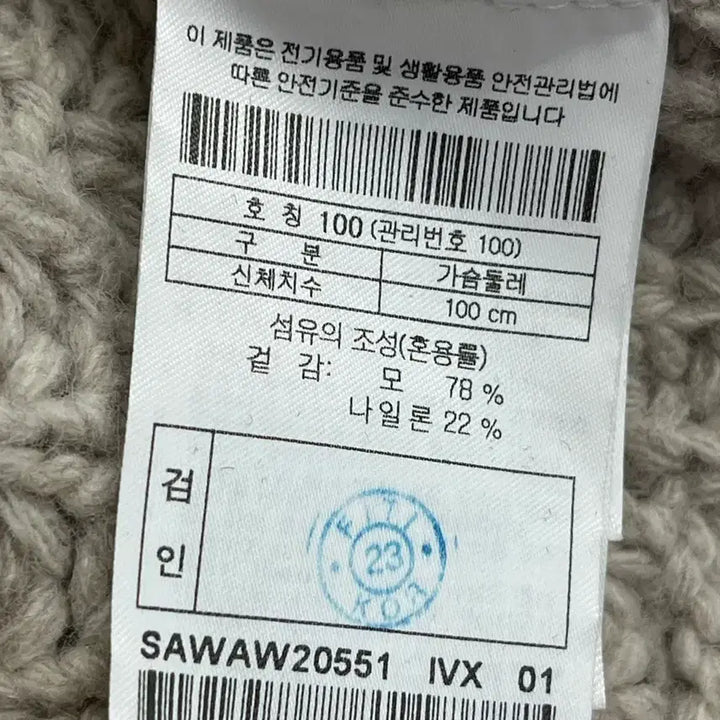 이 제품은 전기용품 및 생활용품 안전관리법에
따른 안전기준을 준수한 제품입니다
호 칭 100 (관리번호 100)
구 분 가슴둘레
신체치수 100 cm
섬유의 조성(혼용률)
겉 감: 모 78 %
나일론 22 %
검
인
FITI
23
KOR
SAWAW20551 IVX 01